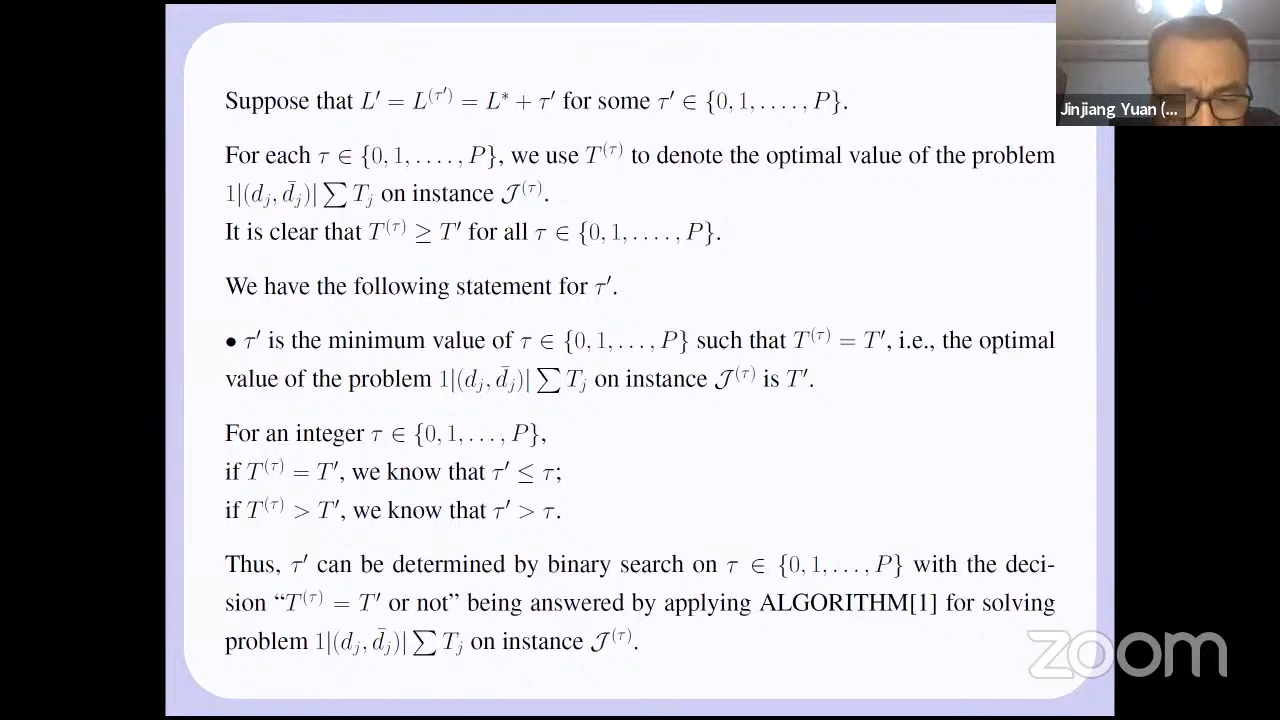 Suppose that L′ = L^(τ′) = L* + τ′ for some τ′ ∈ {0, 1, . . . . , P}.
For each τ ∈ {0, 1, . . . . , P}, we use T^(τ) to denote the optimal value of the problem
1|(d_j, d̄_j)| ∑ T_j on instance 𝒥^(τ).
It is clear that T^(τ) ≥ T′ for all τ ∈ {0, 1, . . . . , P}.
We have the following statement for τ′.
• τ′ is the minimum value of τ ∈ {0, 1, . . . , P} such that T^(τ) = T′, i.e., the optimal
value of the problem 1|(d_j, d̄_j)| ∑ T_j on instance 𝒥^(τ) is T′.
For an integer τ ∈ {0, 1, . . . , P},
if T^(τ) = T′, we know that τ′ ≤ τ;
if T^(τ) > T′, we know that τ′ > τ.
Thus, τ′ can be determined by binary search on τ ∈ {0, 1, . . . , P} with the deci-
sion “T^(τ) = T′ or not” being answered by applying ALGORITHM[1] for solving
problem 1|(d_j, d̄_j)| ∑ T_j on instance 𝒥^(τ).
Jinjiang Yuan (...
zoom